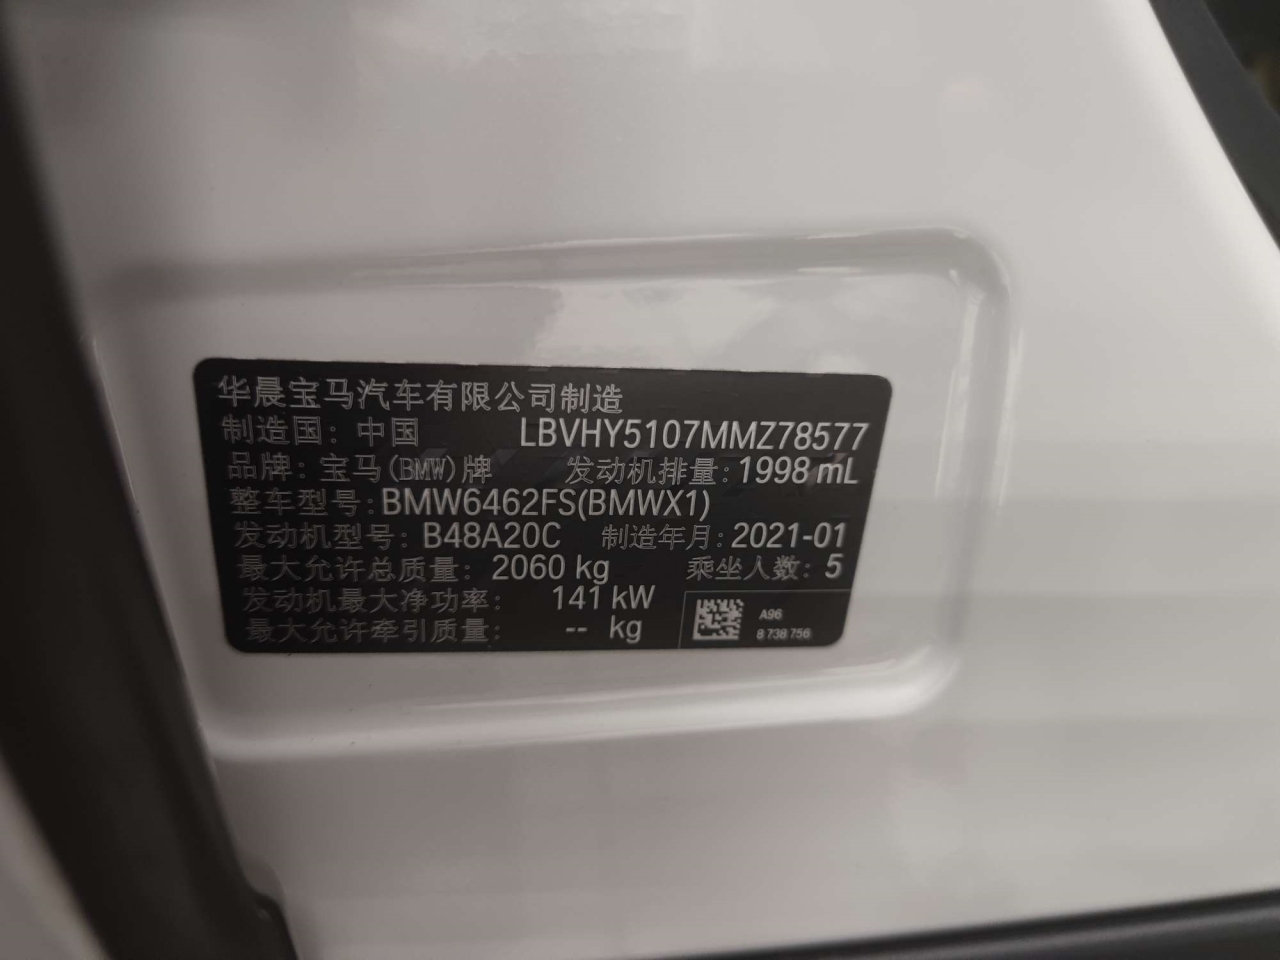 华晨宝马汽车有限公司制造
制造国：中国 LBVHY5107MMZ78577
品牌：宝马(BMW)牌 发动机排量：1998 mL
整车型号：BMW6462FS(BMWX1)
发动机型号：B48A20C 制造年月：2021-01
最大允许总质量：2060 kg 乘坐人数：5
发动机最大净功率： 141 kW
最大允许牵引质量： -- kg
A96
8 738 756